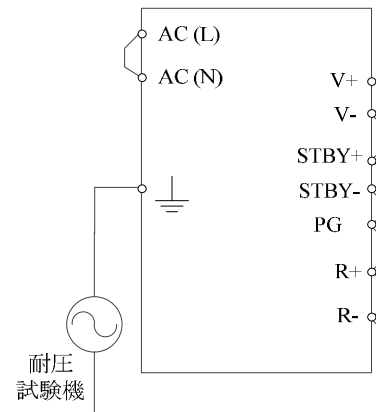 AC (L)
AC (N)
V+
V-
STBY+
STBY-
PG
R+
R-
耐圧
試験機